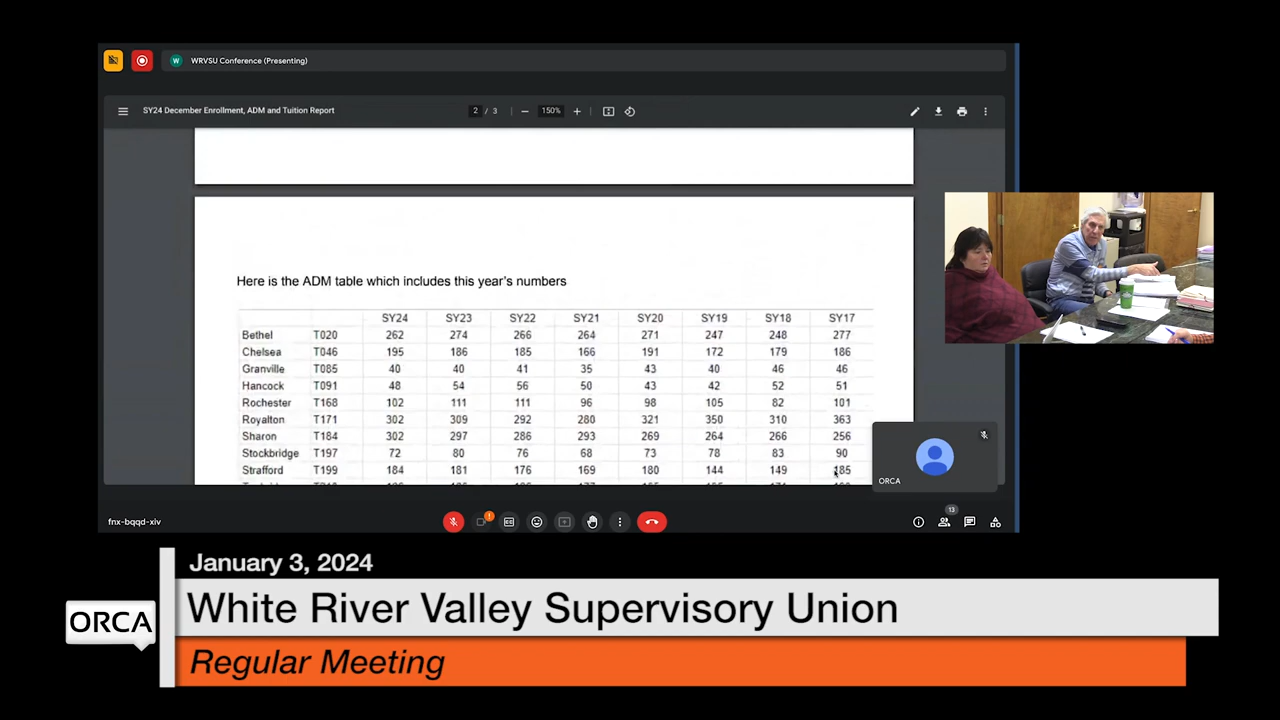 WRVSU Conference (Presenting)
W
SY24 December Enrollment, ADM and Tuition Report
2 / 3
150%
Here is the ADM table which includes this year's numbers
SY24 SY23 SY22 SY21 SY20 SY19 SY18 SY17
Bethel T020 262 274 266 264 271 247 248 277
Chelsea T046 195 186 185 166 191 172 179 186
Granville T085 40 40 41 35 43 40 46 46
Hancock T091 48 54 56 50 43 42 52 51
Rochester T168 102 111 111 96 98 105 82 101
Royalton T171 302 309 292 280 321 350 310 363
Sharon T184 302 297 286 293 269 264 266 256
Stockbridge T197 72 80 76 68 73 78 83 90
Strafford T199 184 181 176 169 180 144 149 185
ORCA
fnx-bqqd-xiv
13
January 3, 2024
ORCA
White River Valley Supervisory Union
Regular Meeting